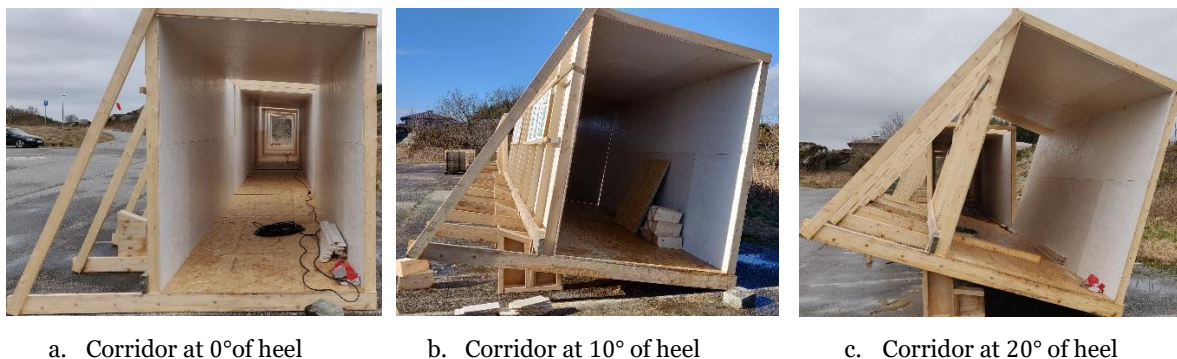 a. Corridor at 0°of heel
b. Corridor at 10° of heel
c. Corridor at 20° of heel